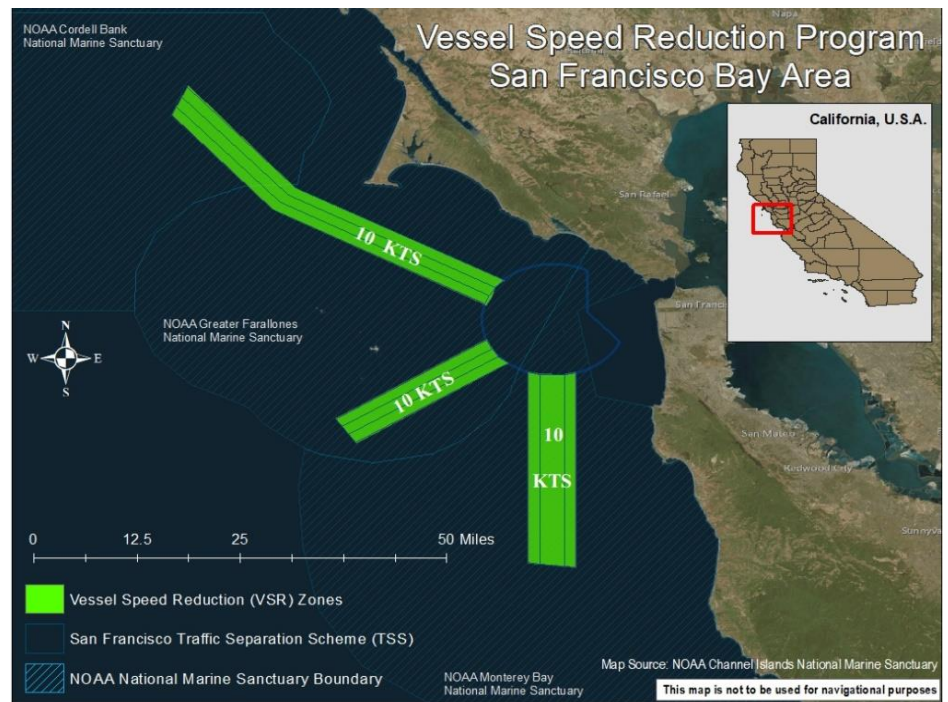 NOAA Cordell Bank
National Marine Sanctuary
Vessel Speed Reduction Program
San Francisco Bay Area
Napa
California, U.S.A.
San Rafael
10 KTS
San Franc
NOAA Greater Farallones
National Marine Sanctuary
N
W
E
S
10 KTS
10
KTS
San Mateo
Redwood City
Sunnyva
0
12.5
25
50 Miles
Vessel Speed Reduction (VSR) Zones
San Francisco Traffic Separation Scheme (TSS)
NOAA National Marine Sanctuary Boundary
NOAA Monterey Bay
National Marine Sanctuary
Map Source: NOAA Channel Islands National Marine Sanctuary
This map is not to be used for navigational purposes